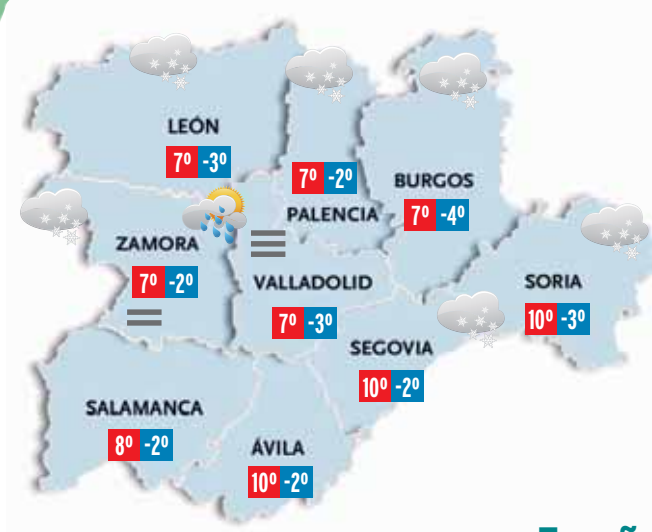 LEÓN
7º -3º
7º -2º
PALENCIA
BURGOS
7º -4º
ZAMORA
7º -2º
VALLADOLID
7º -3º
SORIA
10º -3º
SEGOVIA
10º -2º
SALAMANCA
8º -2º
ÁVILA
10º -2º